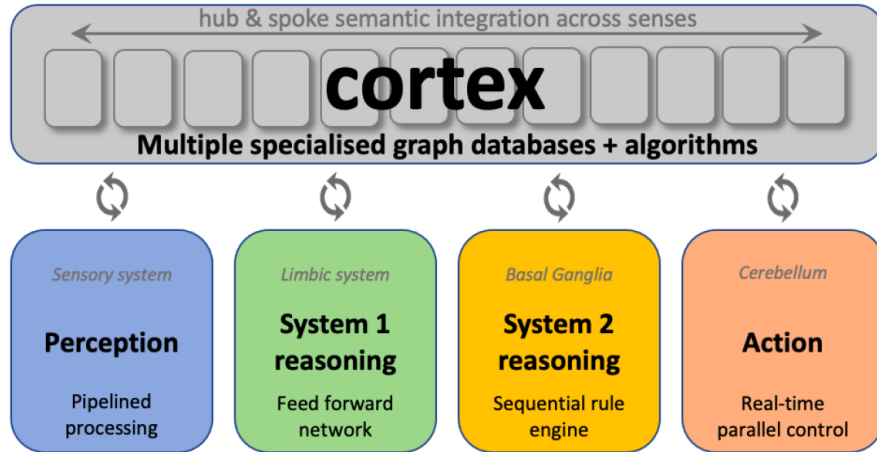 hub & spoke semantic integration across senses
cortex
Multiple specialised graph databases + algorithms
Sensory system
Perception
Pipelined
processing
Limbic system
System 1
reasoning
Feed forward
network
Basal Ganglia
System 2
reasoning
Sequential rule
engine
Cerebellum
Action
Real-time
parallel control